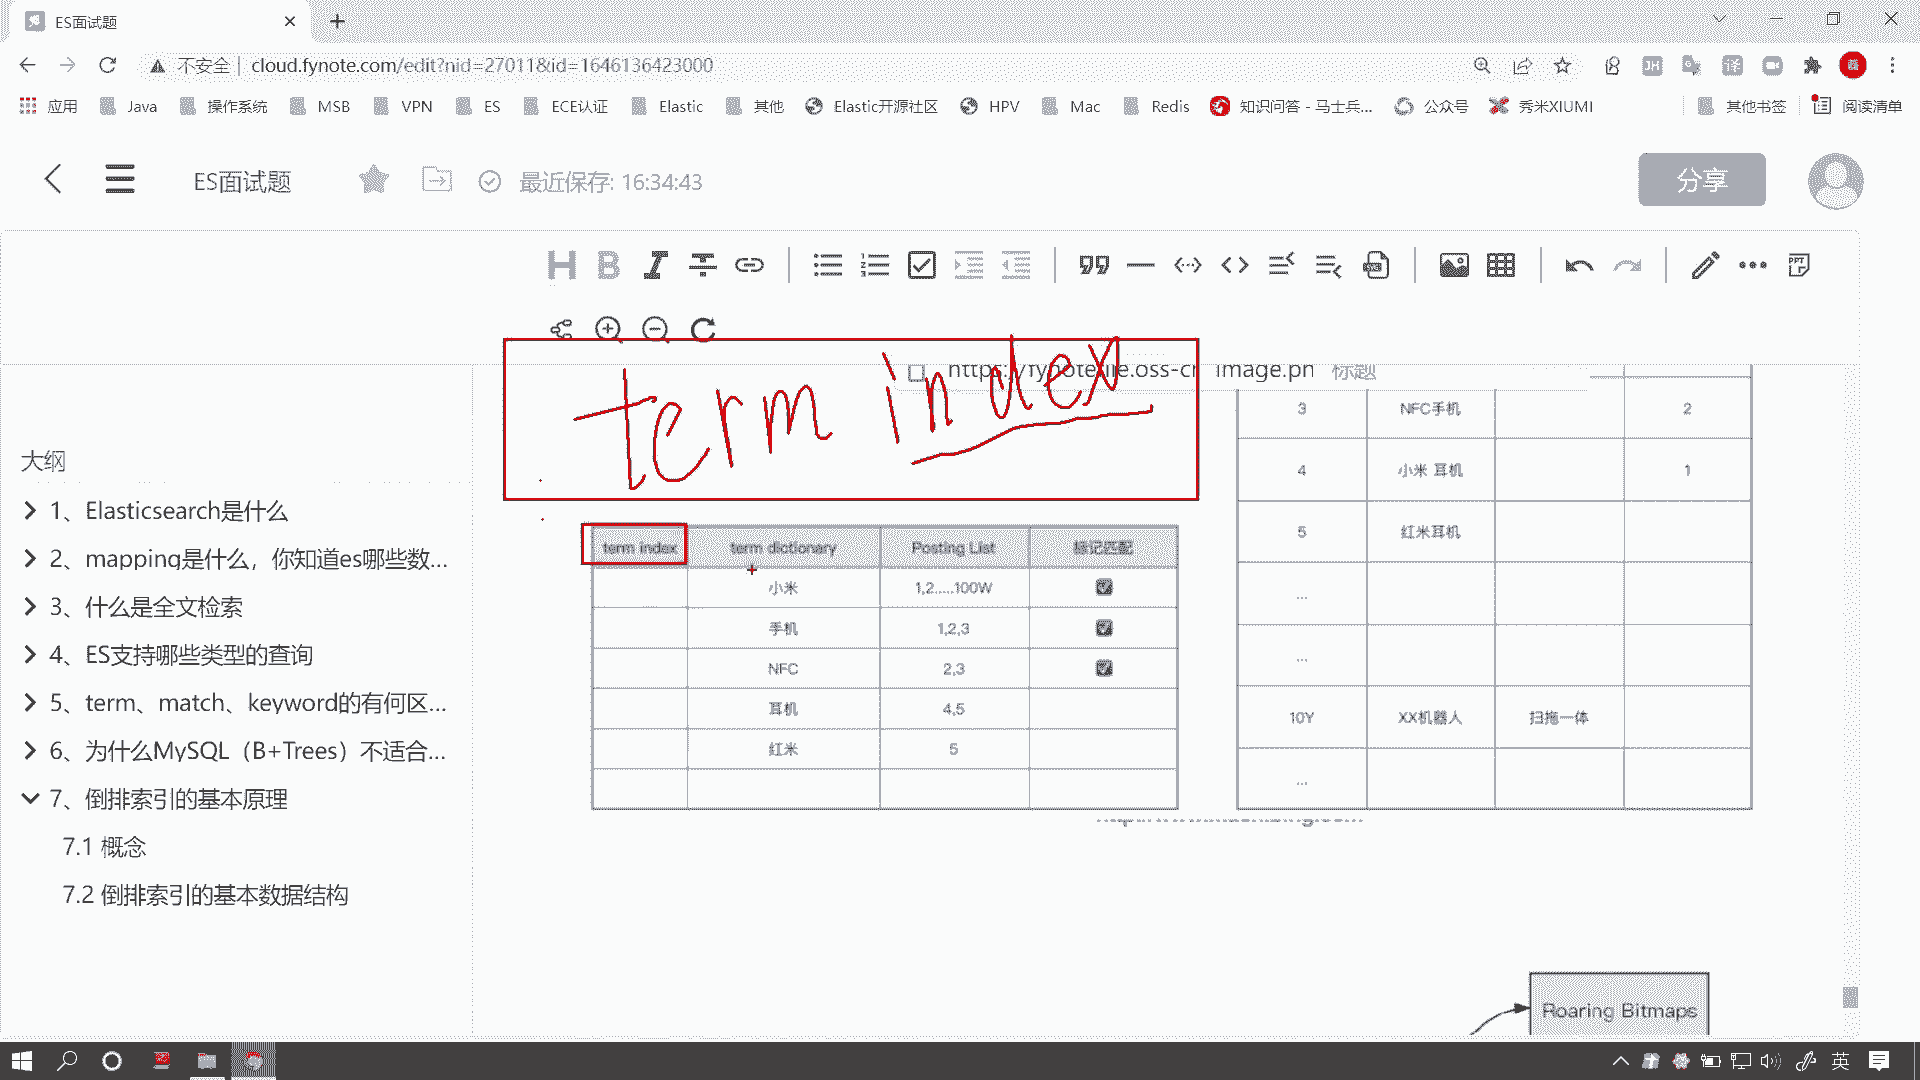 ES面试题
不安全 | cloud.fynote.com/edit?nid=27011&id=1646136423000
应用 Java 操作系统 MSB VPN ES ECE认证 Elastic 其他 Elastic开源社区 HPV Mac Redis 知识问答 - 马士兵... 公众号 秀米XIUMI 其他书签 阅读清单
ES面试题 最近保存: 16:34:43 分享
term index
image.pn 标题
大纲
1、Elasticsearch是什么
2、mapping是什么，你知道es哪些数...
3、什么是全文检索
4、ES支持哪些类型的查询
5、term、match、keyword的有何区...
6、为什么MySQL（B+Trees）不适合...
7、倒排索引的基本原理
7.1 概念
7.2 倒排索引的基本数据结构
term index term dictionary Posting List 标记匹配
小米 1,2.....100W
手机 1,2,3
NFC 2,3
耳机 4,5
红米 5
3 NFC手机 2
4 小米 耳机 1
5 红米耳机
...
...
10Y XX机器人 扫拖一体
...
Roaring Bitmaps
英